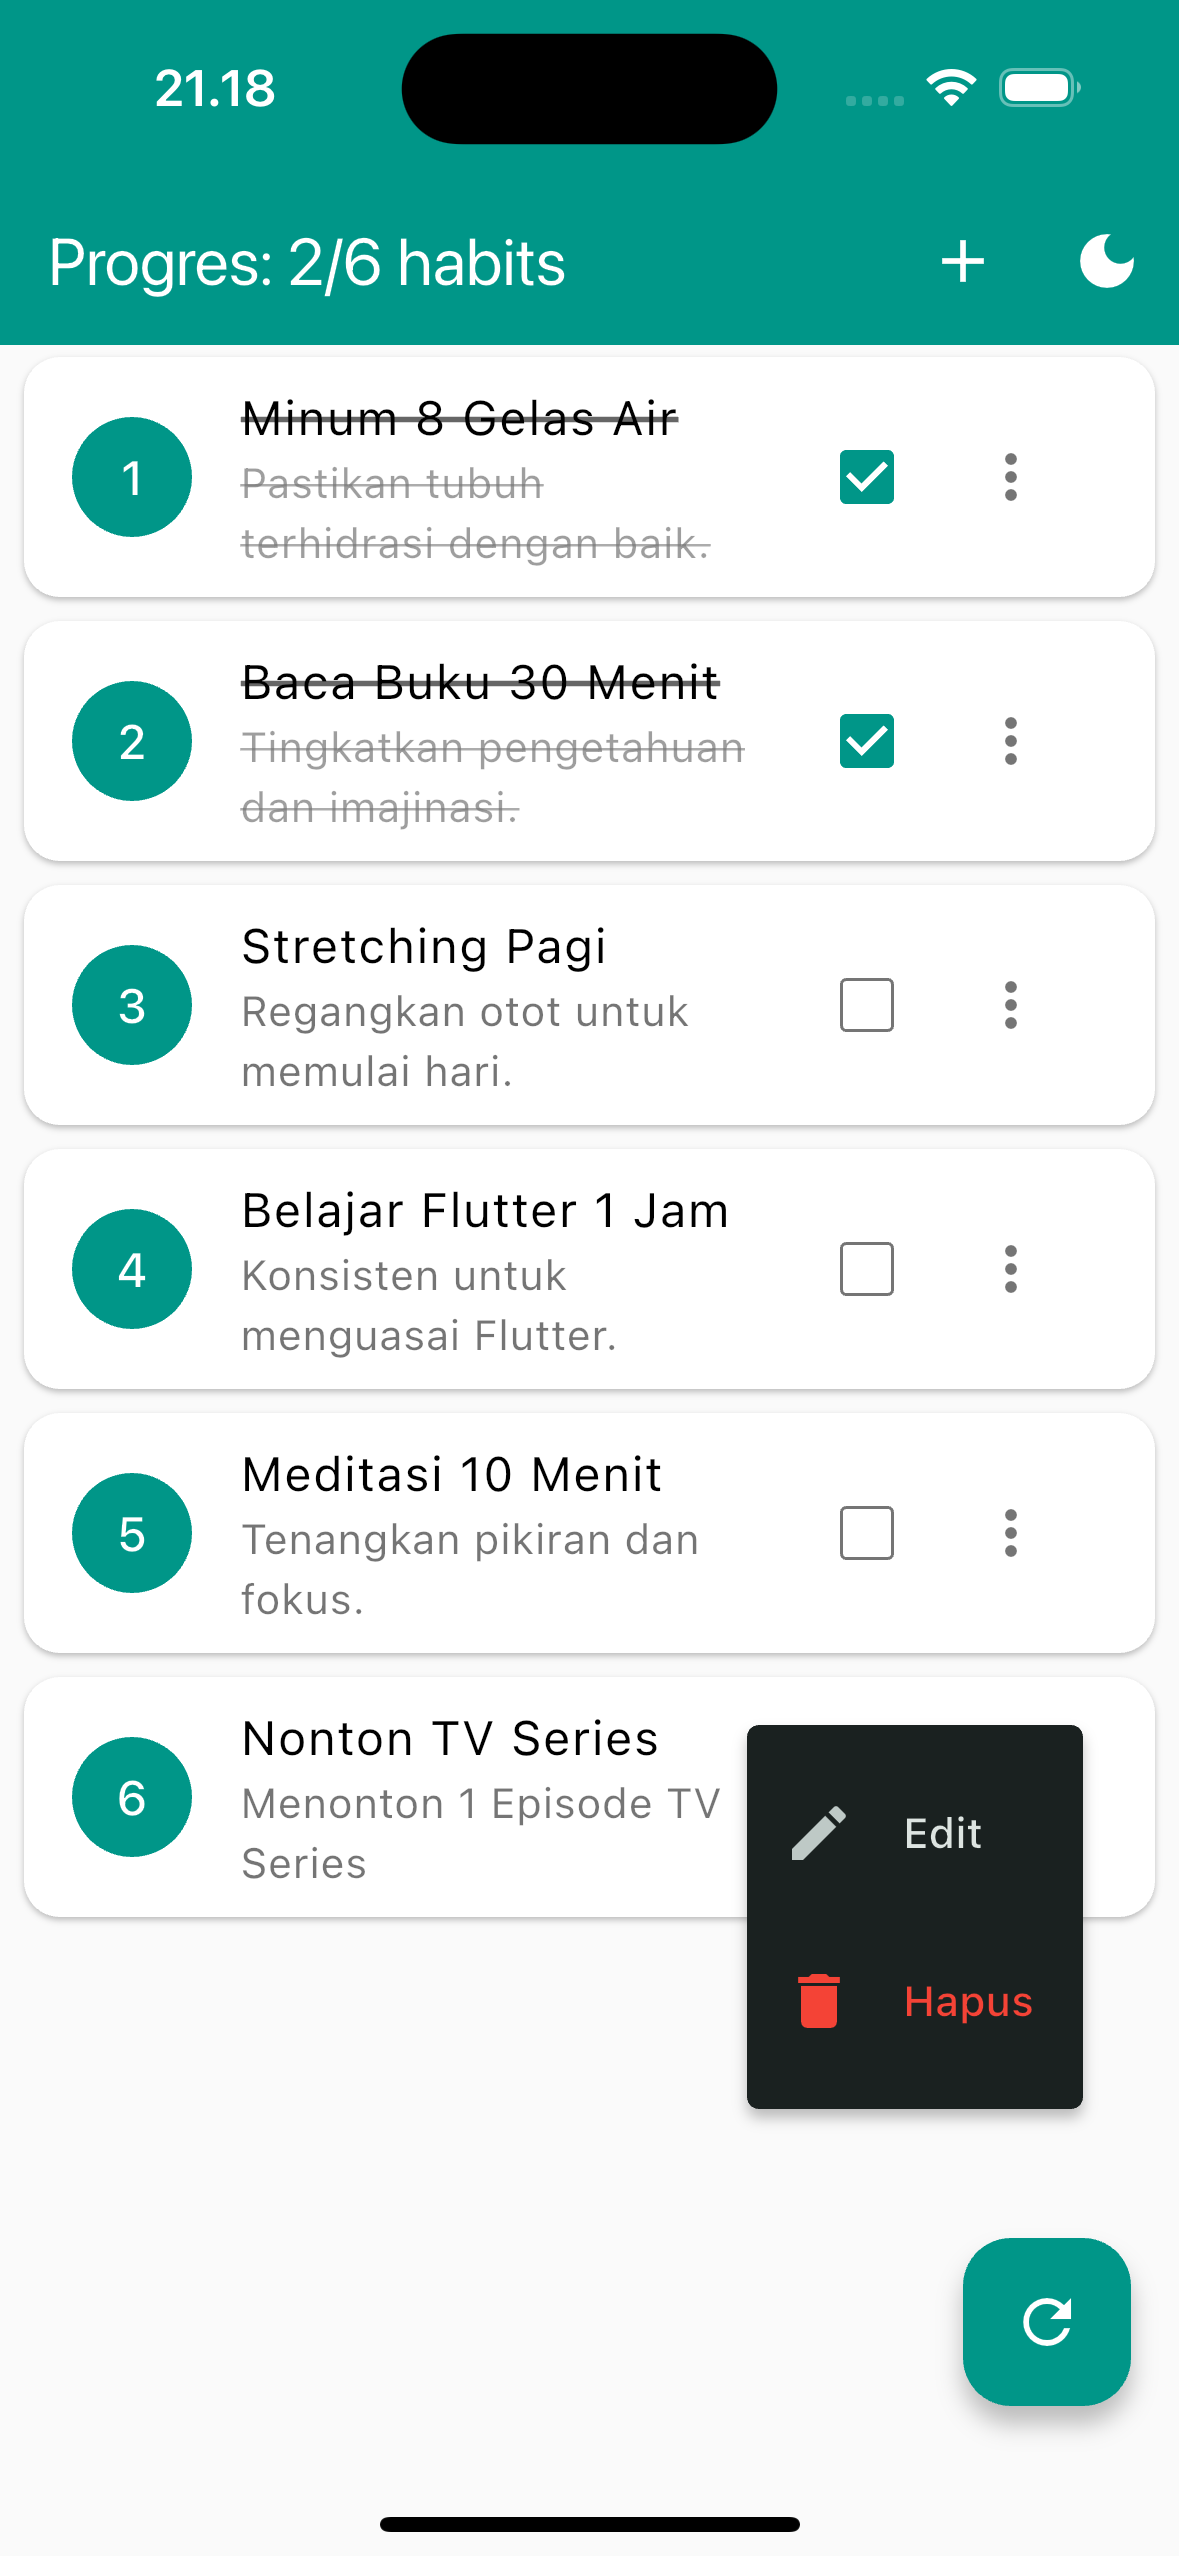 21.18
Progres: 2/6 habits
1
Minum 8 Gelas Air
Pastikan tubuh
terhidrasi dengan baik.
2
Baca Buku 30 Menit
Tingkatkan pengetahuan
dan imajinasi.
3
Stretching Pagi
Regangkan otot untuk
memulai hari.
4
Belajar Flutter 1 Jam
Konsisten untuk
menguasai Flutter.
5
Meditasi 10 Menit
Tenangkan pikiran dan
fokus.
6
Nonton TV Series
Menonton 1 Episode TV
Series
Edit
Hapus